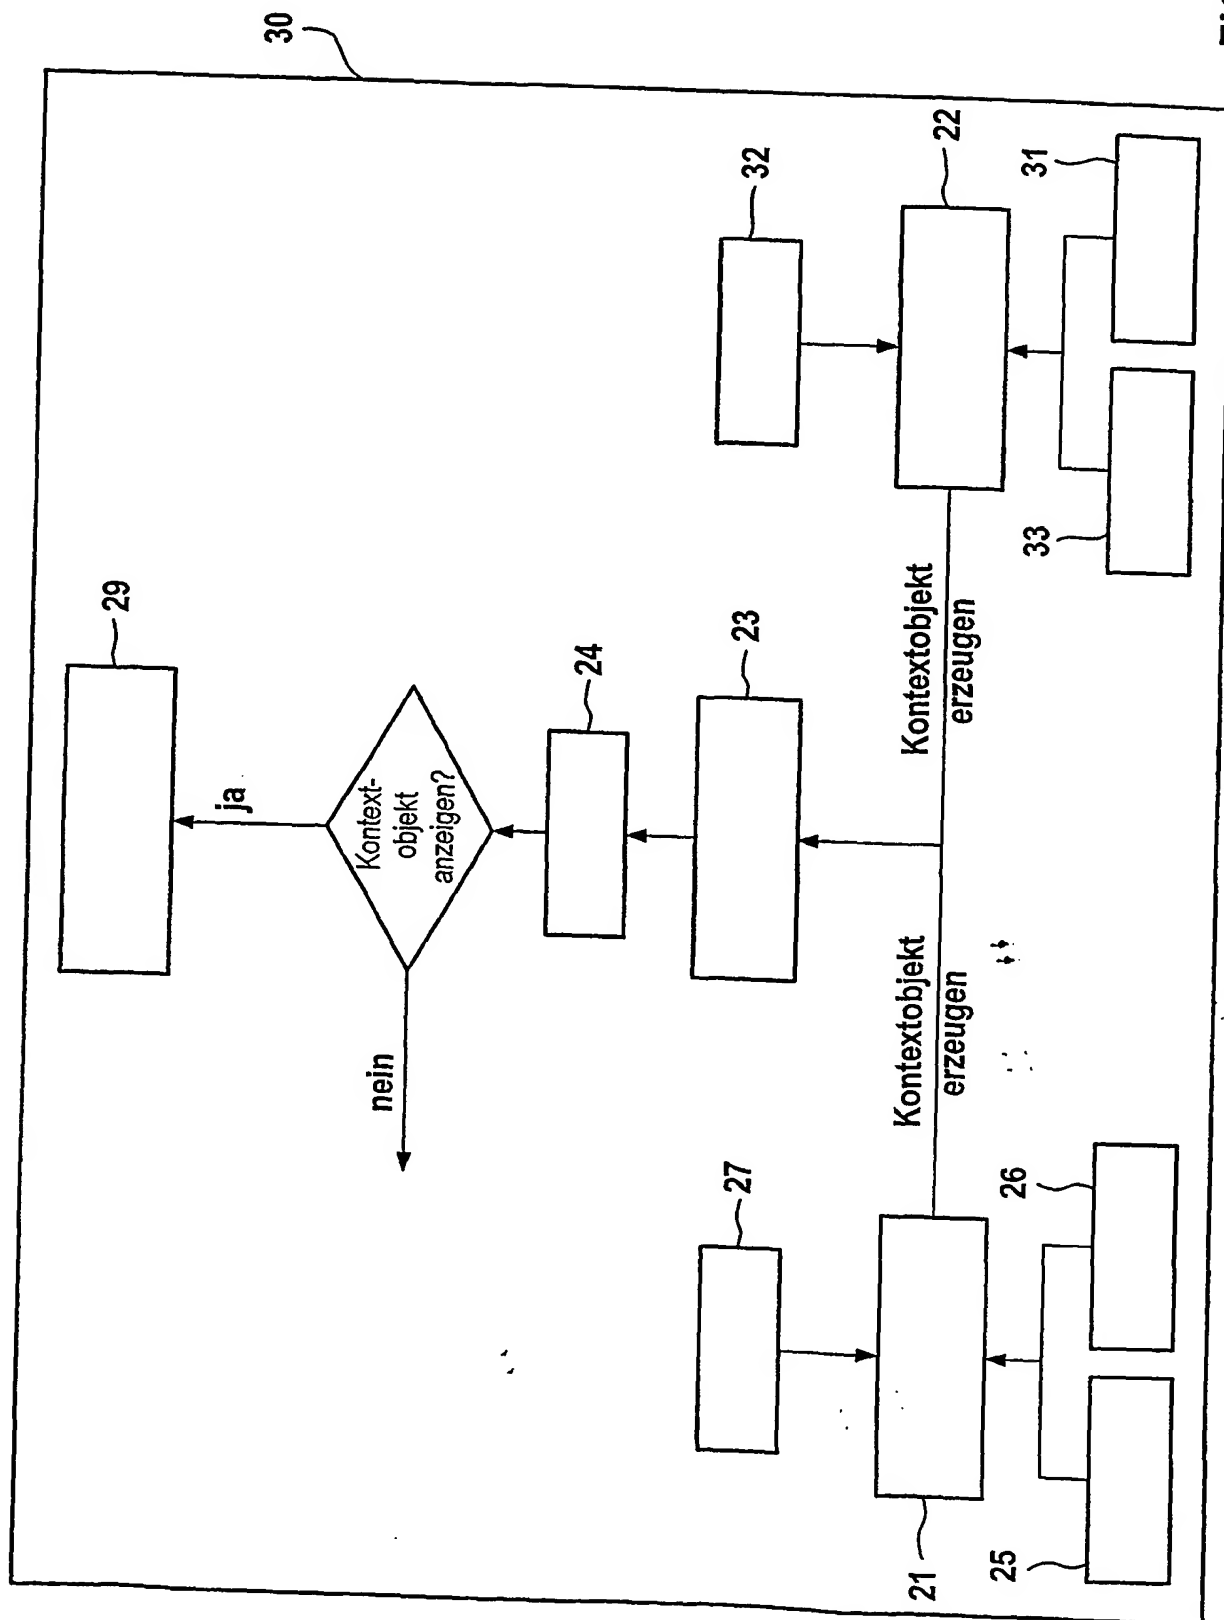 30
29
ja
nein
Kontext-
objekt
anzeigen?
24
27
23
32
21
Kontextobjekt
erzeugen
Kontextobjekt
erzeugen
22
25
26
33
31